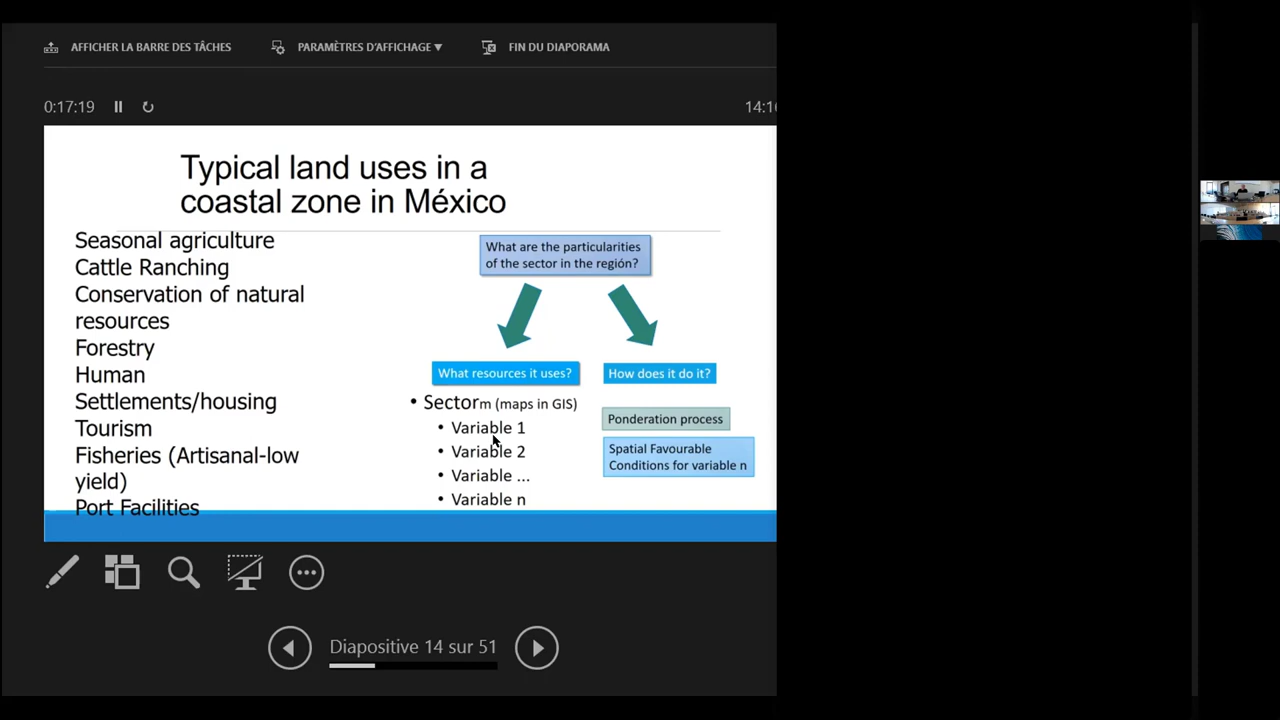 AFFICHER LA BARRE DES TÂCHES
PARAMÈTRES D'AFFICHAGE ▼
FIN DU DIAPORAMA
0:17:19
Typical land uses in a
coastal zone in México
Seasonal agriculture
Cattle Ranching
Conservation of natural
resources
Forestry
Human
Settlements/housing
Tourism
Fisheries (Artisanal-low
yield)
Port Facilities
What are the particularities
of the sector in the región?
What resources it uses?
How does it do it?
• Sectorm (maps in GIS)
• Variable 1
• Variable 2
• Variable ...
• Variable n
Ponderation process
Spatial Favourable
Conditions for variable n
Diapositive 14 sur 51